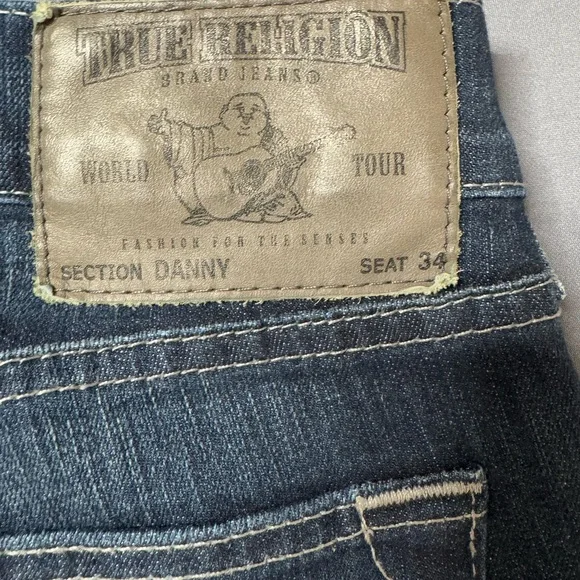 TRUE RELIGION
BRAND JEANS®
WORLD TOUR
FASHION FOR THE SENSES
SECTION DANNY SEAT 34